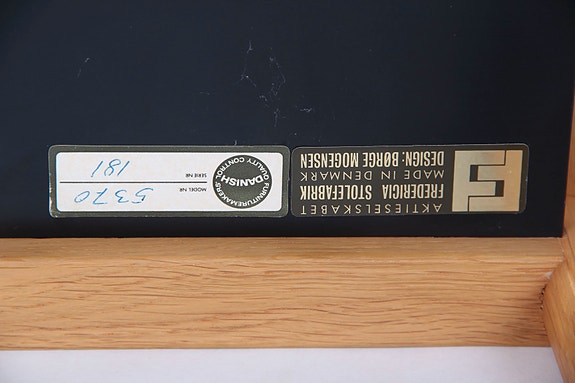 AKTIESELSKABET
FREDERICIA STOLEFABRIK
MADE IN DENMARK
DESIGN: BØRGE MOGENSEN
DANISH
FURNITUREMAKERS'
QUALITY CONTROL
MODEL NR 5370
SERIE NR 181